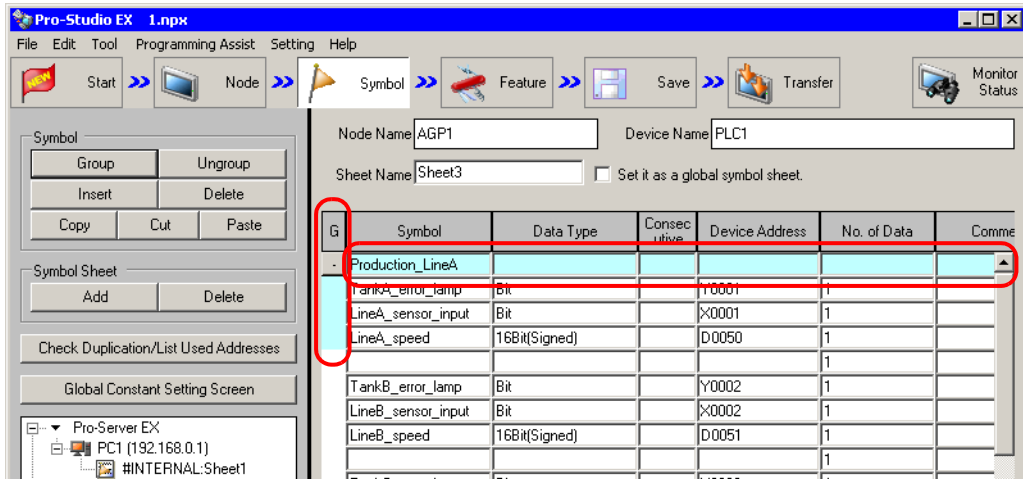 Pro-Studio EX 1.npx
File Edit Tool Programming Assist Setting Help
NEW Start Node Symbol Feature Save Transfer Monitor Status
Symbol
Group Ungroup
Insert Delete
Copy Cut Paste
Symbol Sheet
Add Delete
Check Duplication/List Used Addresses
Global Constant Setting Screen
Pro-Server EX
PC1 (192.168.0.1)
#INTERNAL:Sheet1
Node Name AGP1 Device Name PLC1
Sheet Name Sheet3 Set it as a global symbol sheet.
G Symbol Data Type Consec utive Device Address No. of Data Comme
- Production_LineA
TankA_error_lamp Bit Y0001 1
LineA_sensor_input Bit X0001 1
LineA_speed 16Bit(Signed) D0050 1
1
TankB_error_lamp Bit Y0002 1
LineB_sensor_input Bit X0002 1
LineB_speed 16Bit(Signed) D0051 1
1